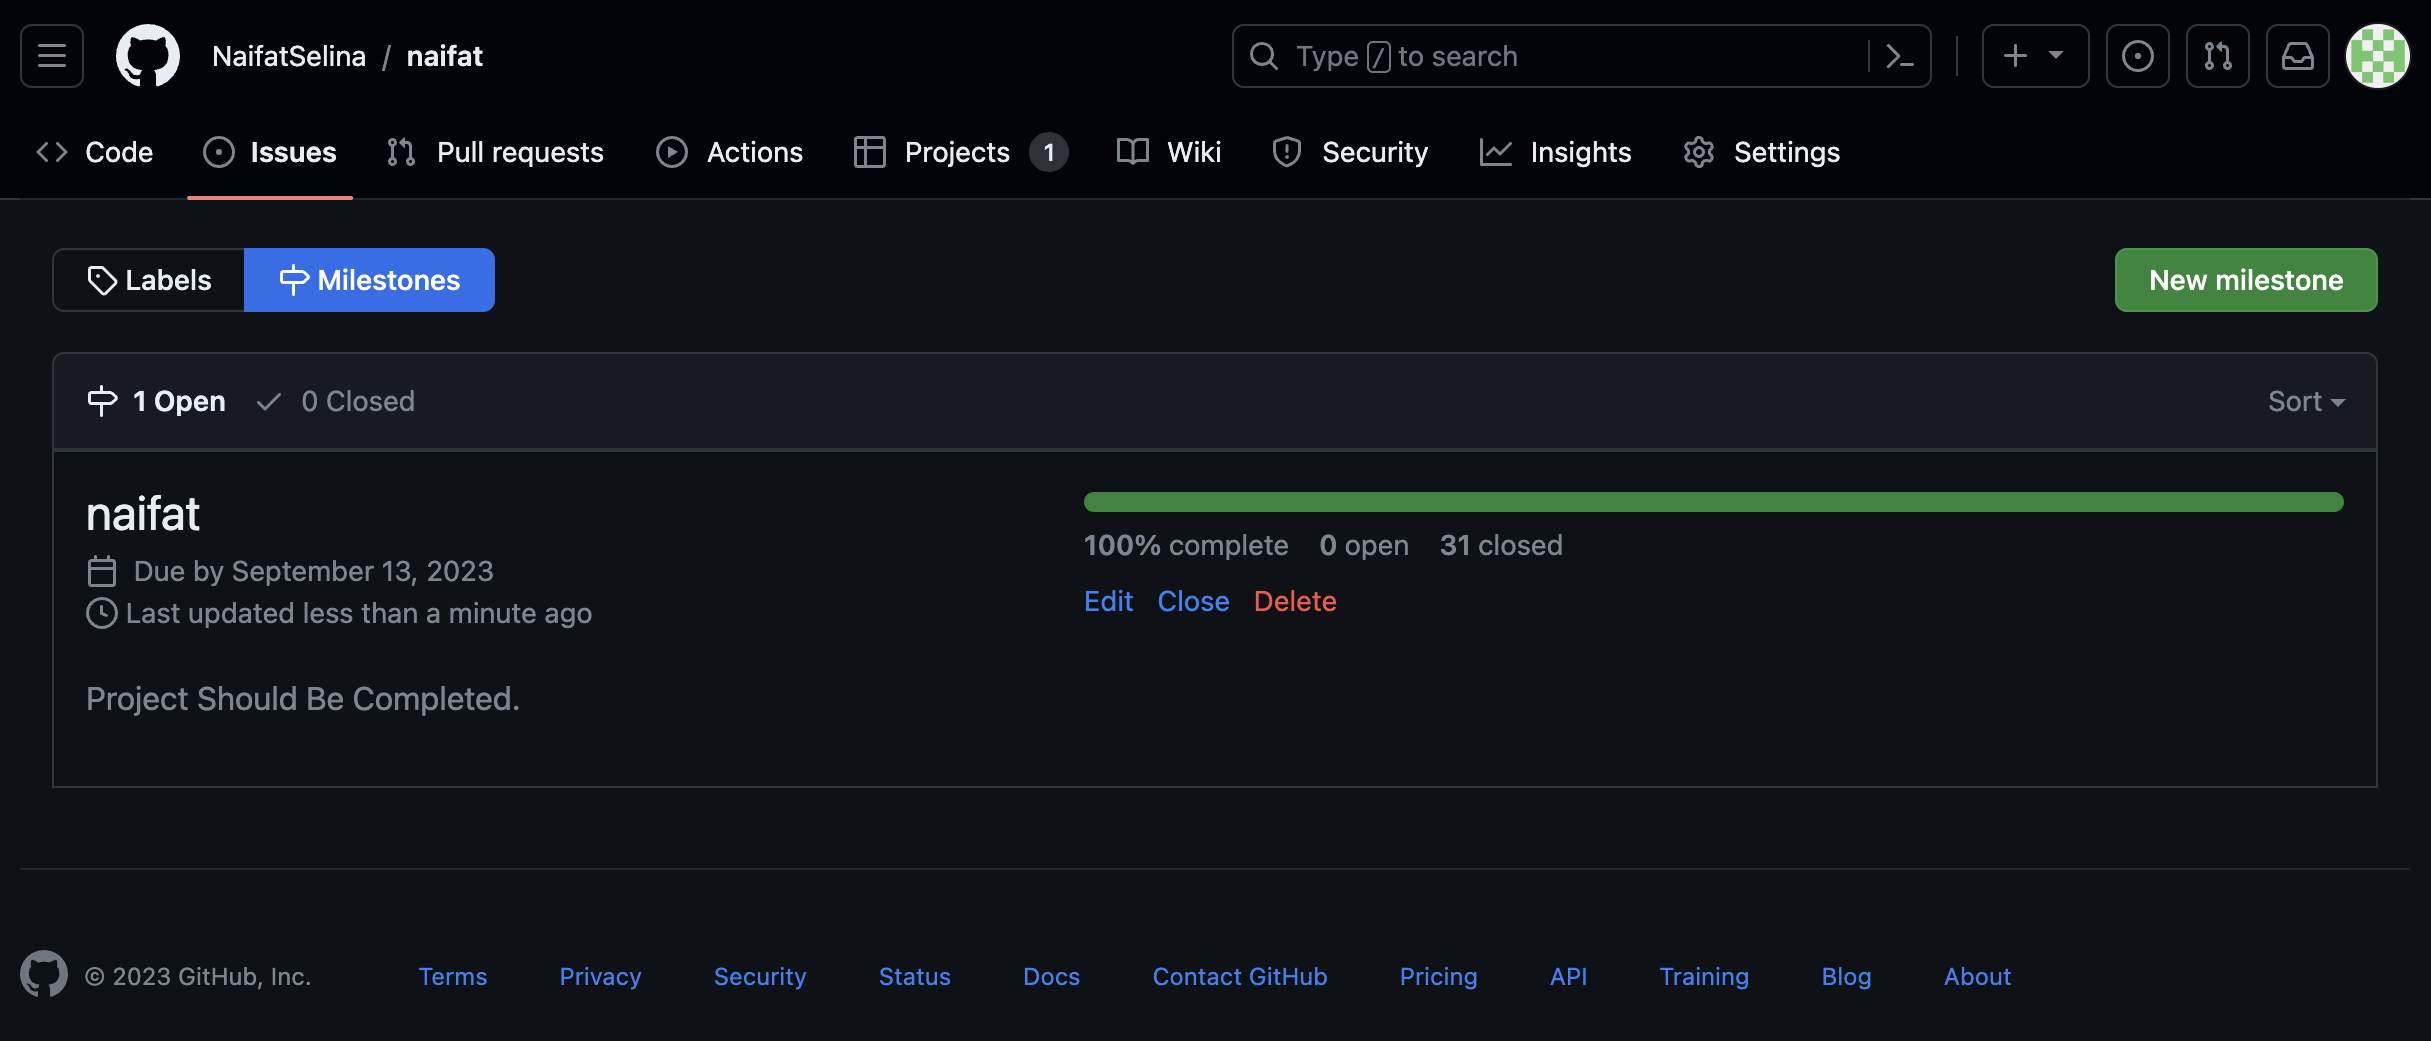 NaifatSelina / naifat
Type / to search
Code Issues Pull requests Actions Projects 1 Wiki Security Insights Settings
Labels Milestones New milestone
1 Open 0 Closed Sort
naifat
Due by September 13, 2023
Last updated less than a minute ago
Project Should Be Completed.
100% complete 0 open 31 closed
Edit Close Delete
© 2023 GitHub, Inc. Terms Privacy Security Status Docs Contact GitHub Pricing API Training Blog About